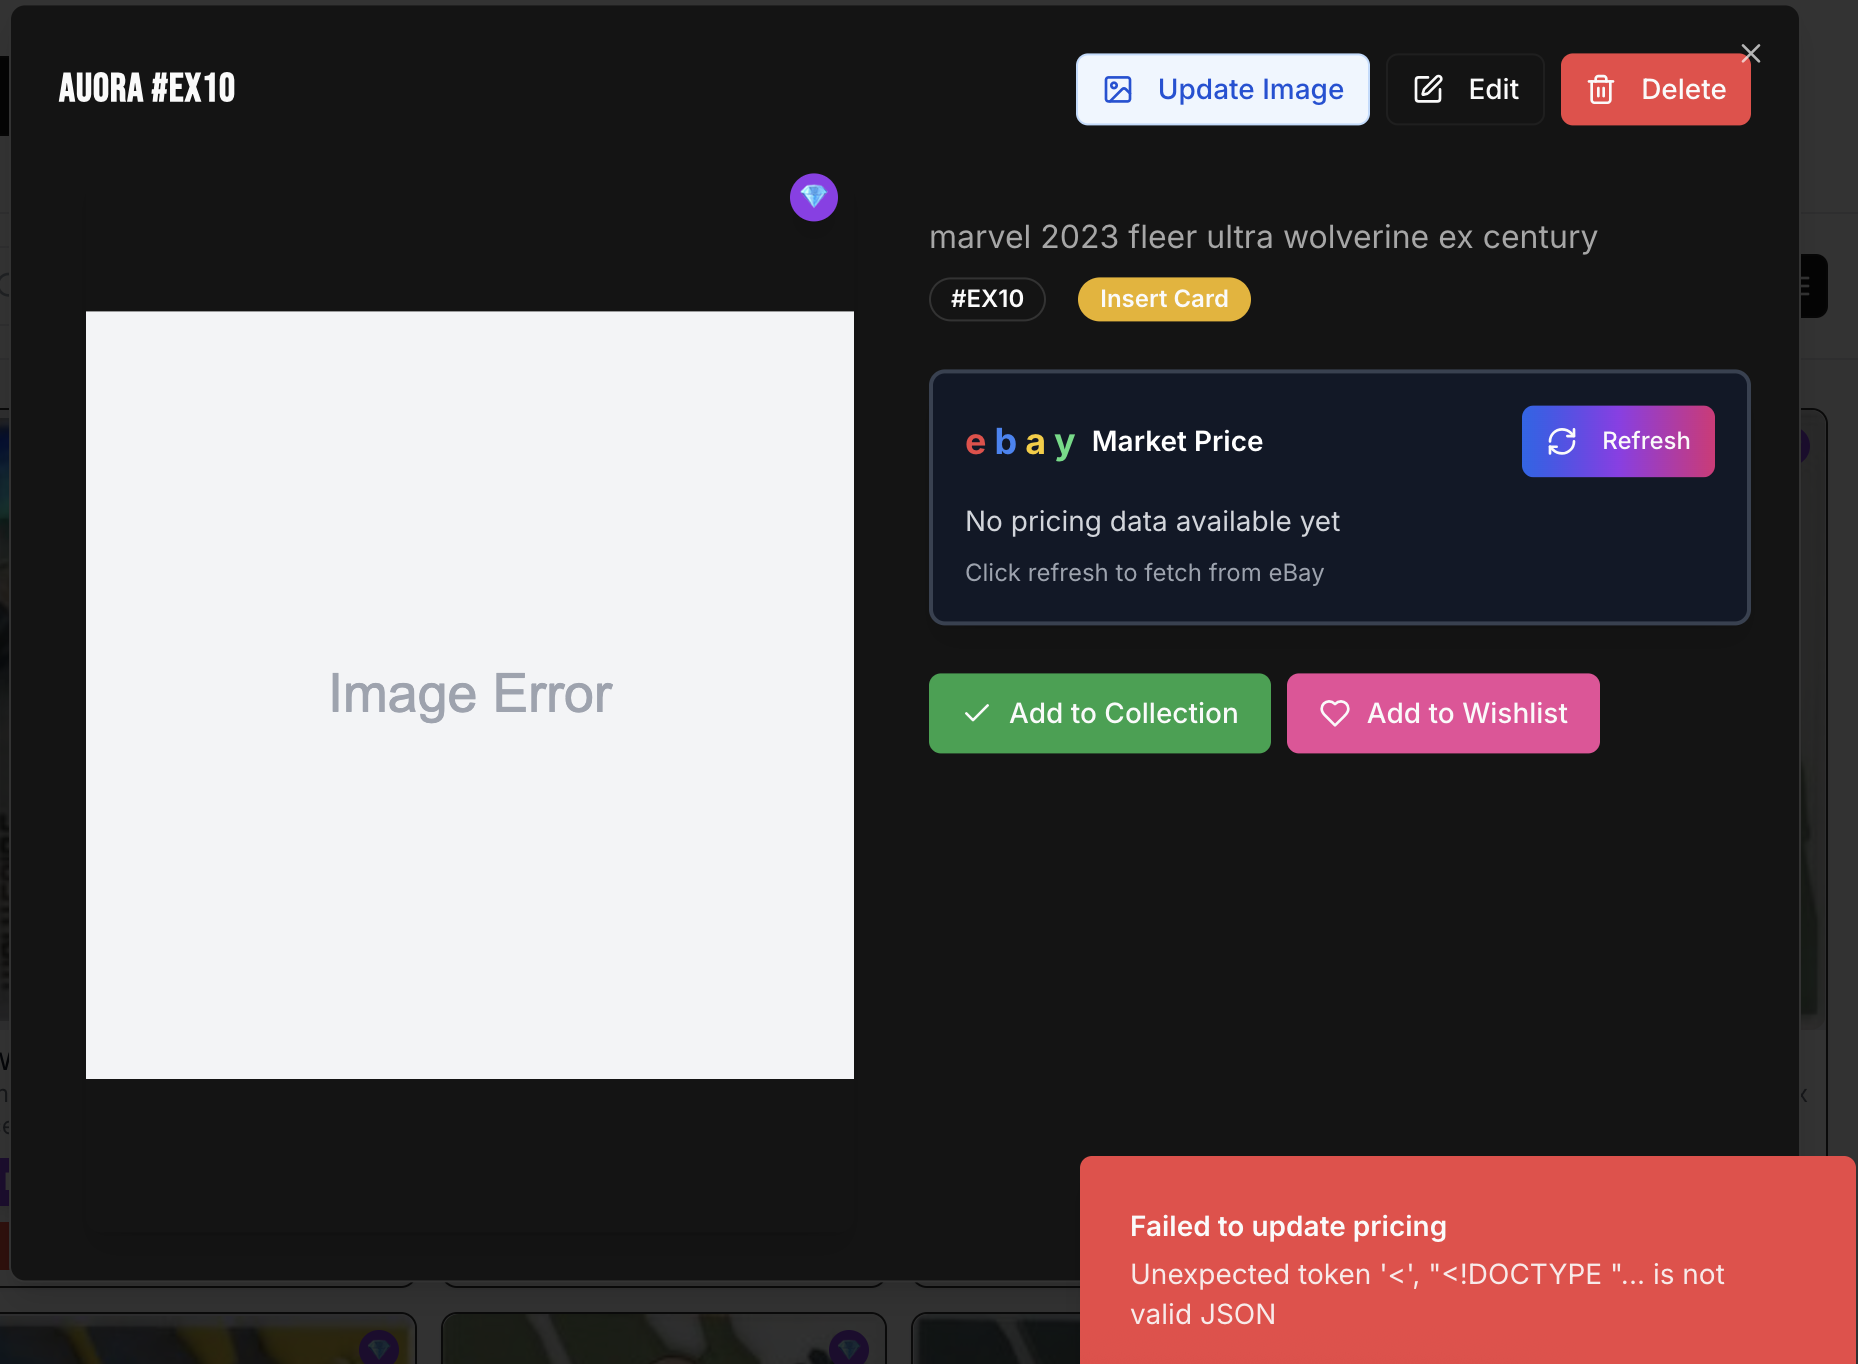 AUORA #EX10
Update Image
Edit
Delete
marvel 2023 fleer ultra wolverine ex century
#EX10
Insert Card
ebay Market Price
Refresh
No pricing data available yet
Click refresh to fetch from eBay
Image Error
Add to Collection
Add to Wishlist
Failed to update pricing
Unexpected token '<', "<!DOCTYPE "... is not
valid JSON